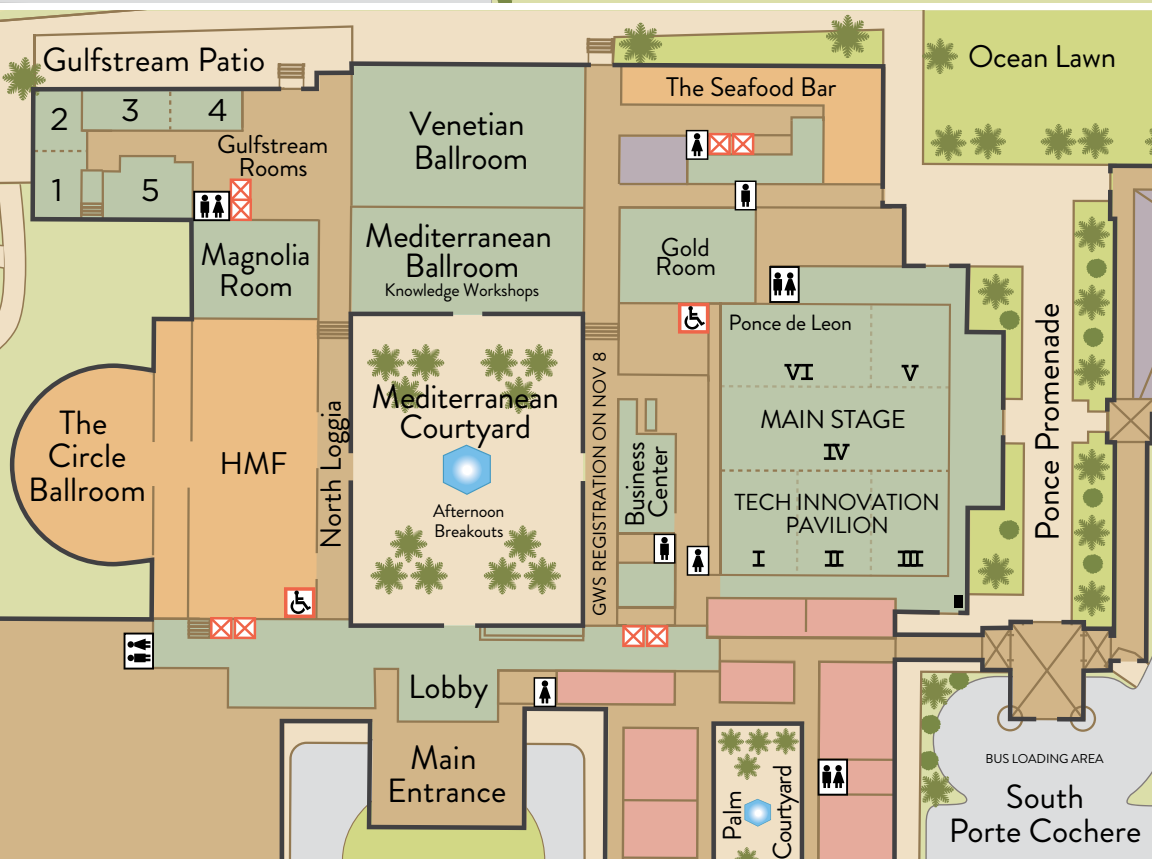 Gulfstream Patio
2
3
4
1
5
Gulfstream
Rooms
Venetian
Ballroom
The Seafood Bar
Ocean Lawn
Magnolia
Room
Mediterranean
Ballroom
Knowledge Workshops
Gold
Room
Ponce de Leon
VI
V
MAIN STAGE
IV
TECH INNOVATION
PAVILION
I
II
III
Ponce Promenade
The
Circle
Ballroom
HMF
North Loggia
Mediterranean
Courtyard
Afternoon
Breakouts
GWS REGISTRATION ON NOV 8
Business
Center
Lobby
Main
Entrance
Palm
Courtyard
BUS LOADING AREA
South
Porte Cochere